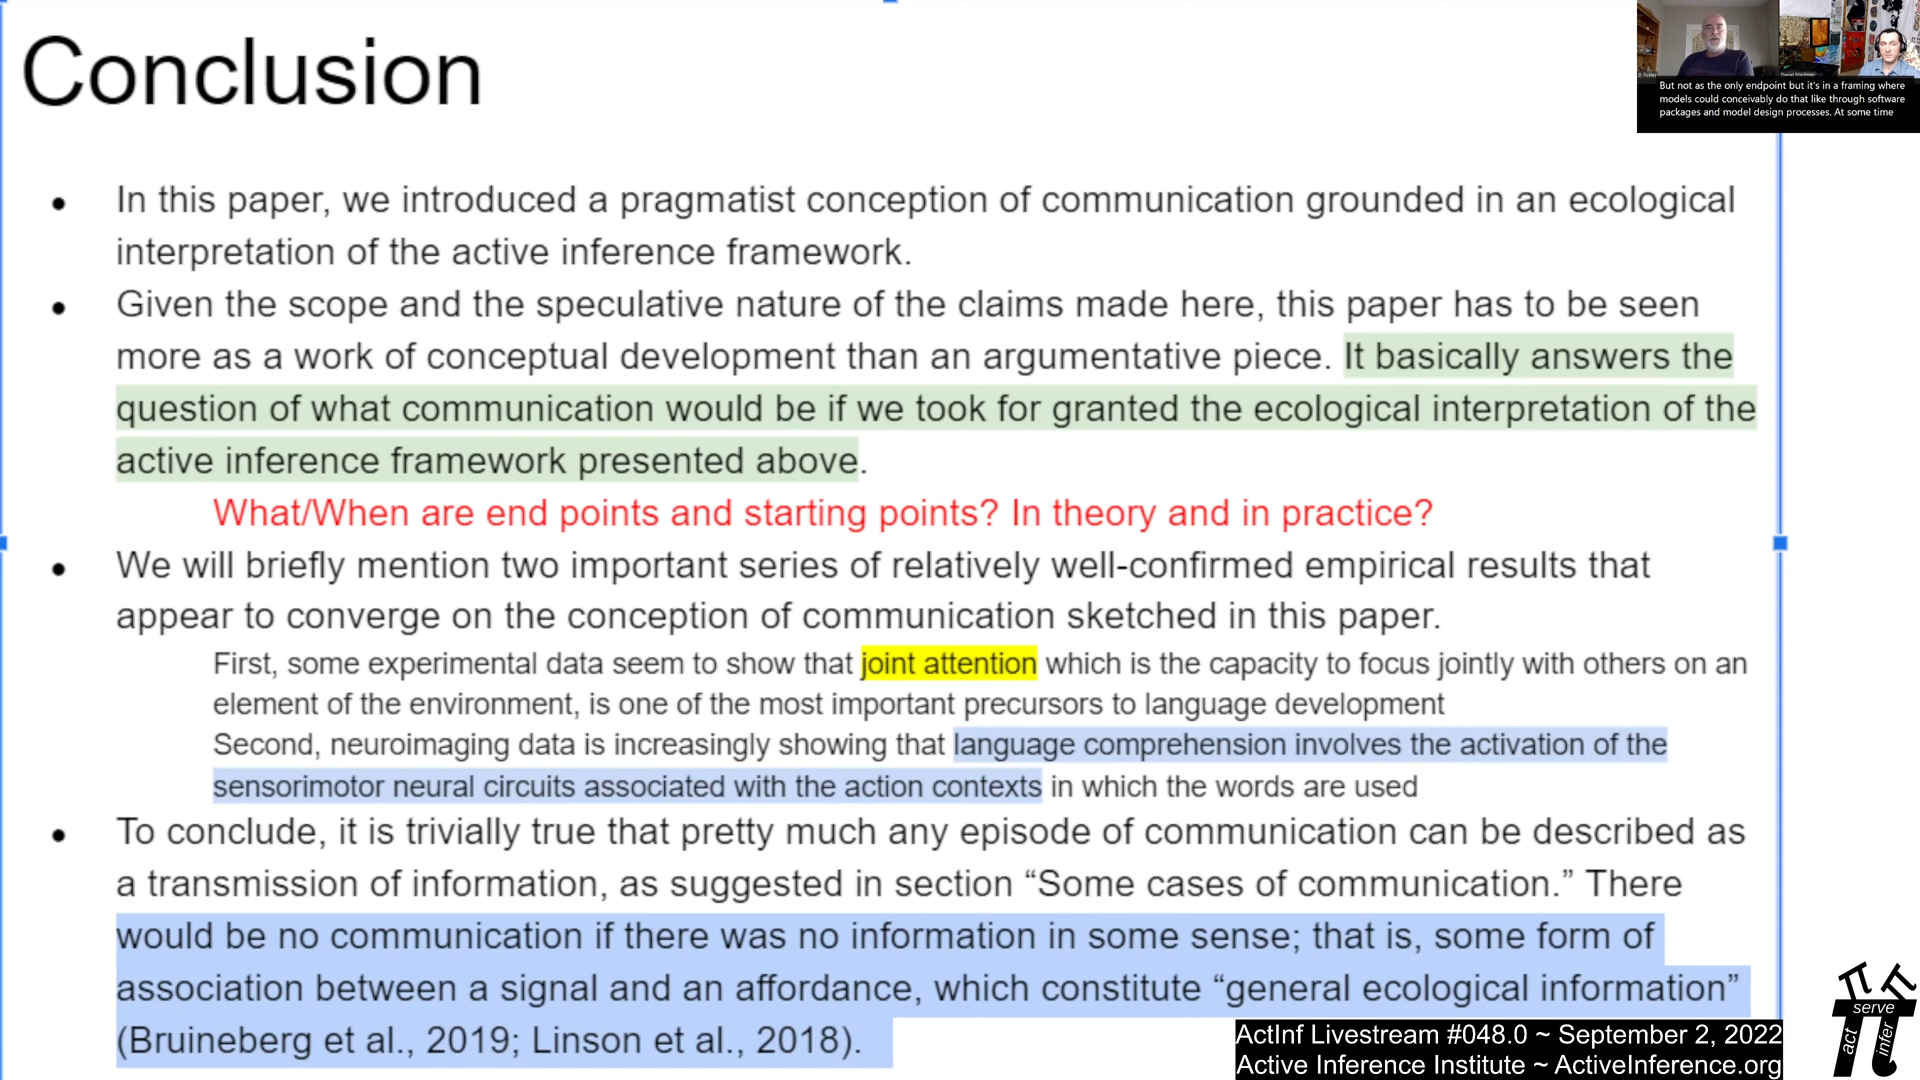 Conclusion
But not as the only endpoint but it's in a framing where
models could conceivably do that like through software
packages and model design processes. At some time
● In this paper, we introduced a pragmatist conception of communication grounded in an ecological
interpretation of the active inference framework.
● Given the scope and the speculative nature of the claims made here, this paper has to be seen
more as a work of conceptual development than an argumentative piece. It basically answers the
question of what communication would be if we took for granted the ecological interpretation of the
active inference framework presented above.
What/When are end points and starting points? In theory and in practice?
● We will briefly mention two important series of relatively well-confirmed empirical results that
appear to converge on the conception of communication sketched in this paper.
First, some experimental data seem to show that joint attention which is the capacity to focus jointly with others on an
element of the environment, is one of the most important precursors to language development
Second, neuroimaging data is increasingly showing that language comprehension involves the activation of the
sensorimotor neural circuits associated with the action contexts in which the words are used
● To conclude, it is trivially true that pretty much any episode of communication can be described as
a transmission of information, as suggested in section “Some cases of communication.” There
would be no communication if there was no information in some sense; that is, some form of
association between a signal and an affordance, which constitute “general ecological information”
(Bruineberg et al., 2019; Linson et al., 2018).
ActInf Livestream #048.0 ~ September 2, 2022
Active Inference Institute ~ ActiveInference.org
serve
act
infer